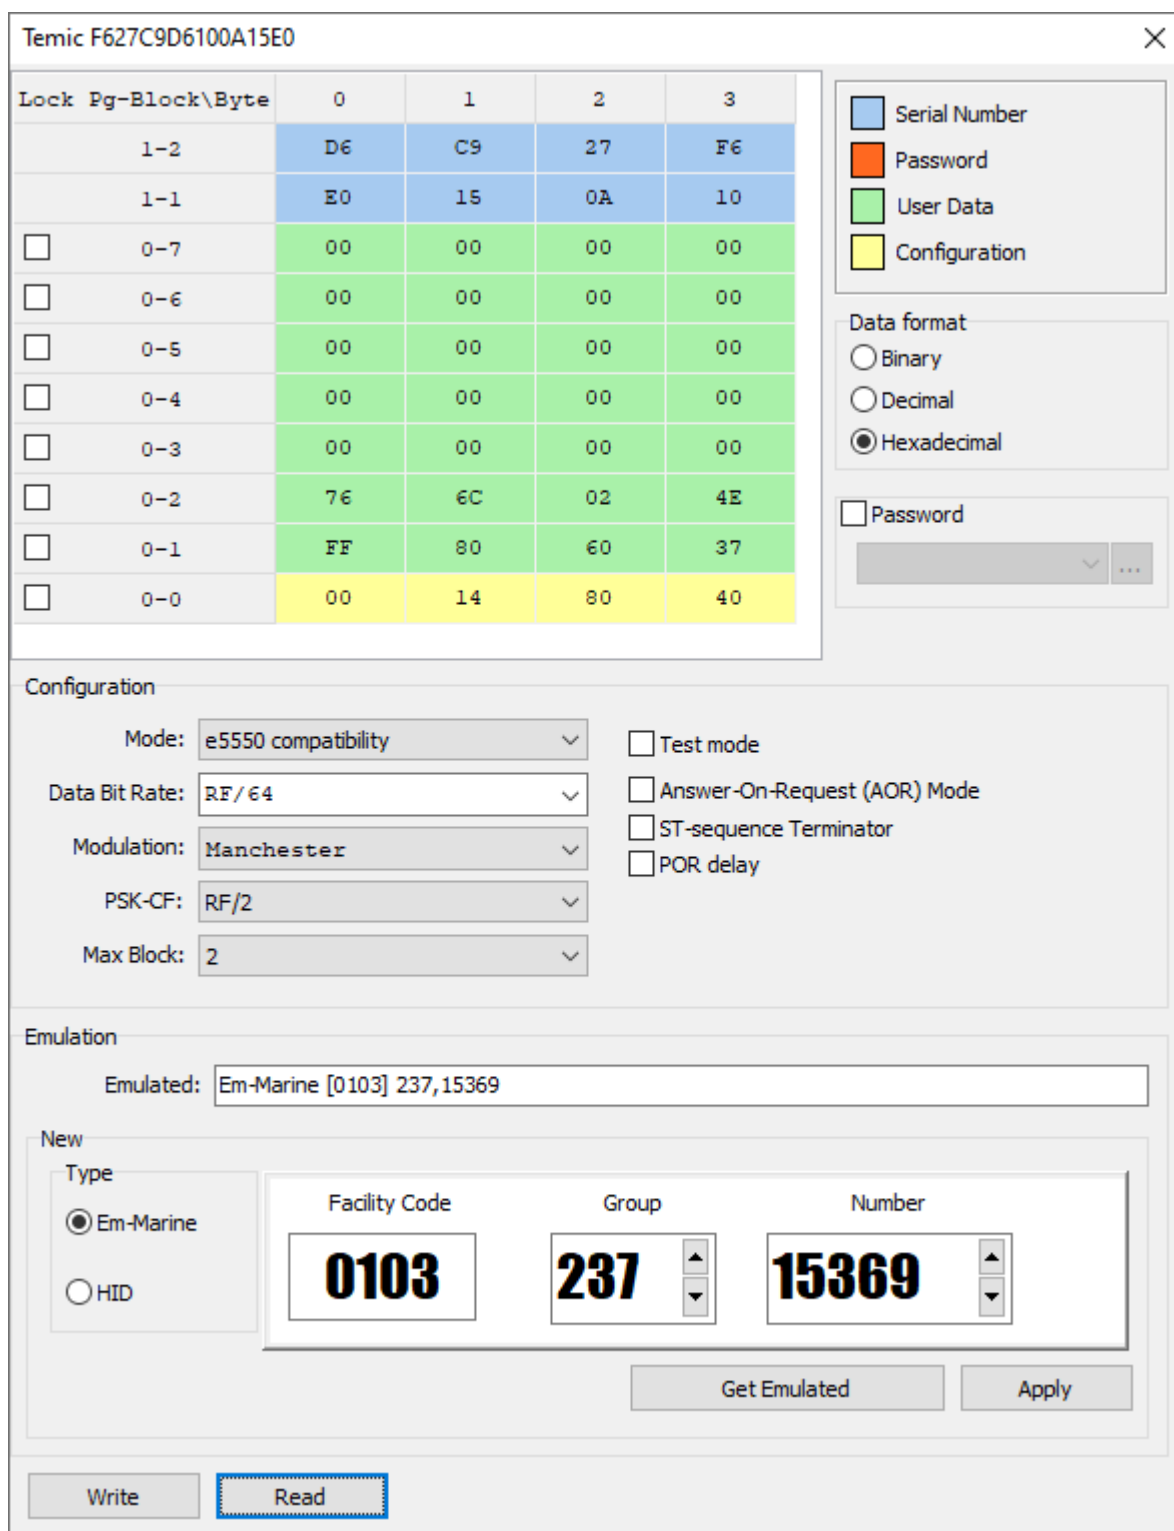 Temic F627C9D6100A15E0
Lock Pg-Block\Byte 0 1 2 3
1-2 D6 C9 27 F6
1-1 E0 15 0A 10
0-7 00 00 00 00
0-6 00 00 00 00
0-5 00 00 00 00
0-4 00 00 00 00
0-3 00 00 00 00
0-2 76 6C 02 4E
0-1 FF 80 60 37
0-0 00 14 80 40
Serial Number
Password
User Data
Configuration
Data format
Binary
Decimal
Hexadecimal
Password
...
Configuration
Mode: e5550 compatibility
Data Bit Rate: RF/64
Modulation: Manchester
PSK-CF: RF/2
Max Block: 2
Test mode
Answer-On-Request (AOR) Mode
ST-sequence Terminator
POR delay
Emulation
Emulated: Em-Marine [0103] 237,15369
New
Type
Em-Marine
HID
Facility Code Group Number
0103 237 15369
Get Emulated Apply
Write Read